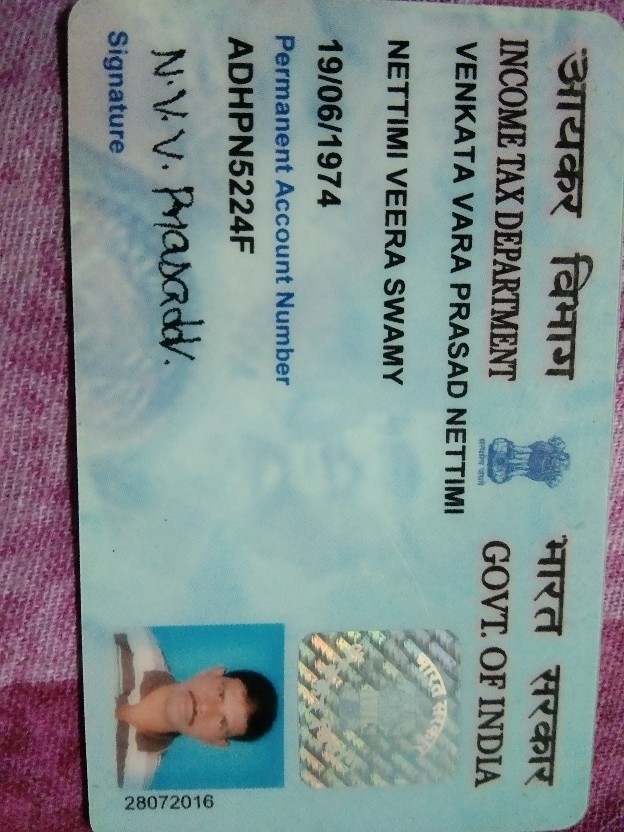 आयकर विभाग
INCOME TAX DEPARTMENT
भारत सरकार
GOVT. OF INDIA
सत्यमेव जयते
VENKATA VARA PRASAD NETTIMI
NETTIMI VEERA SWAMY
19/06/1974
Permanent Account Number
ADHPN5224F
N.V.V. Prasadd.
Signature
भारत सरकार
28072016